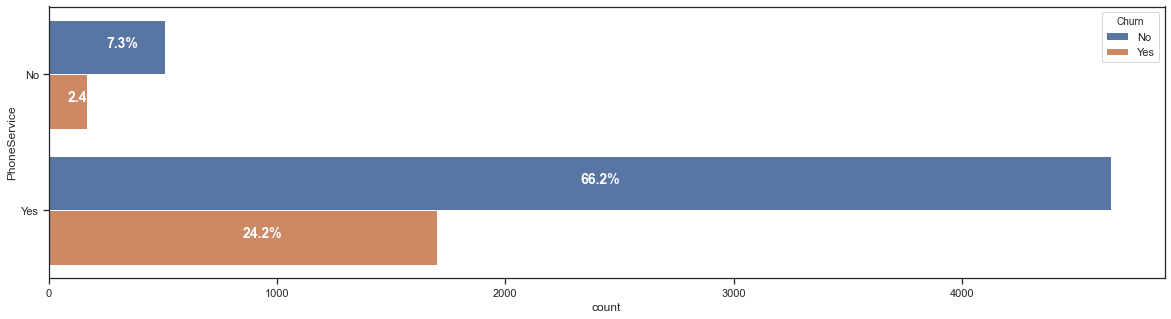 Churn
No
Yes
7.3%
No
2.4
PhoneService
66.2%
Yes
24.2%
0 1000 2000 3000 4000
count